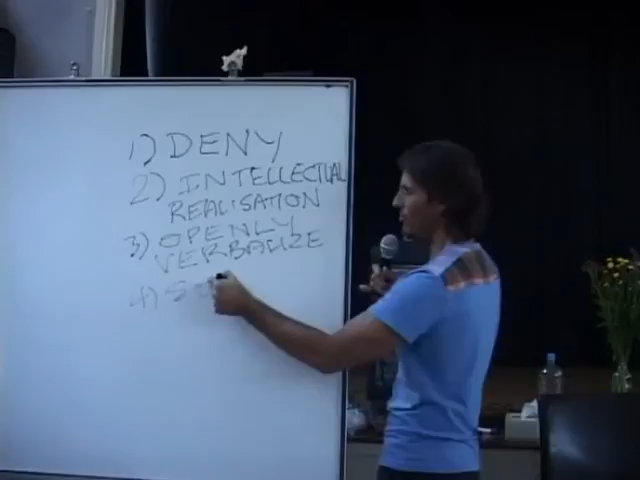 1) DENY
2) INTELLECTUAL
REALISATION
3) OPENLY
VERBALIZE
4) S